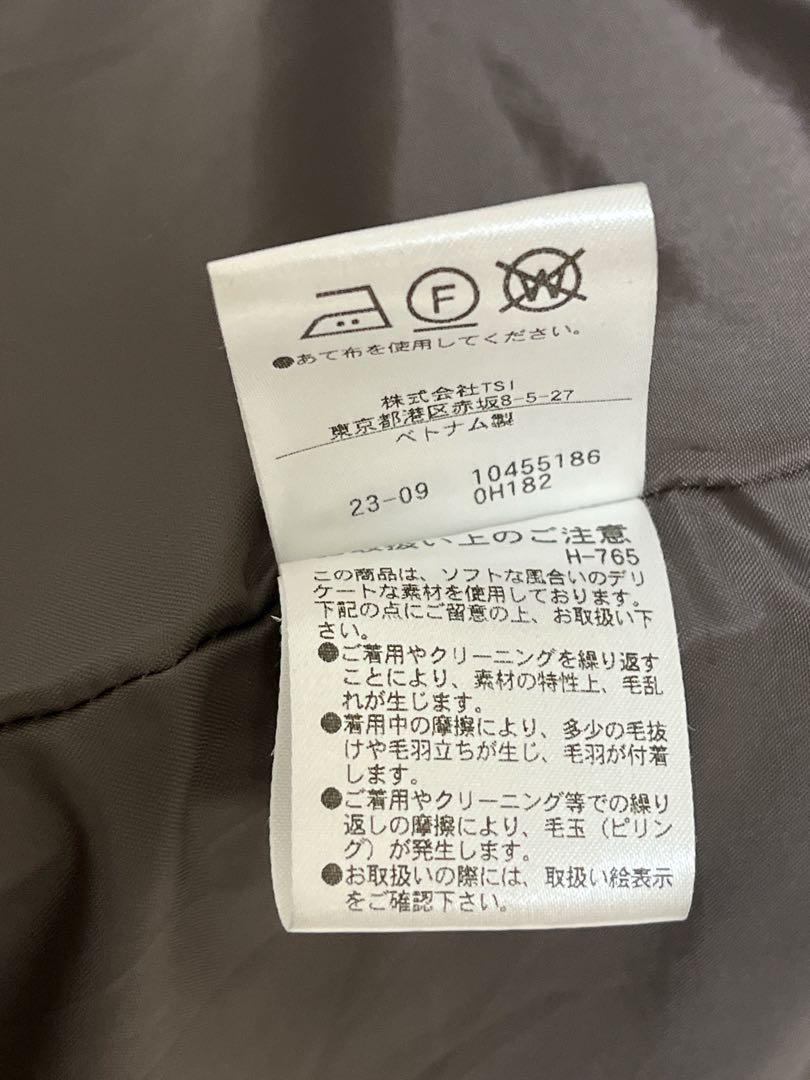 F
W
●あて布を使用してください。
株式会社TSI
東京都港区赤坂8-5-27
ベトナム製
23-09 10455186
0H182
取扱い上のご注意
H-765
この商品は、ソフトな風合いのデリ
ケートな素材を使用しております。
下記の点にご留意の上、お取扱い下
さい。
●ご着用やクリーニングを繰り返す
ことにより、素材の特性上、毛乱
れが生じます。
●着用中の摩擦により、多少の毛抜
けや毛羽立ちが生じ、毛羽が付着
します。
●ご着用やクリーニング等での繰り
返しの摩擦により、毛玉（ピリン
グ）が発生します。
●お取扱いの際には、取扱い絵表示
をご確認下さい。